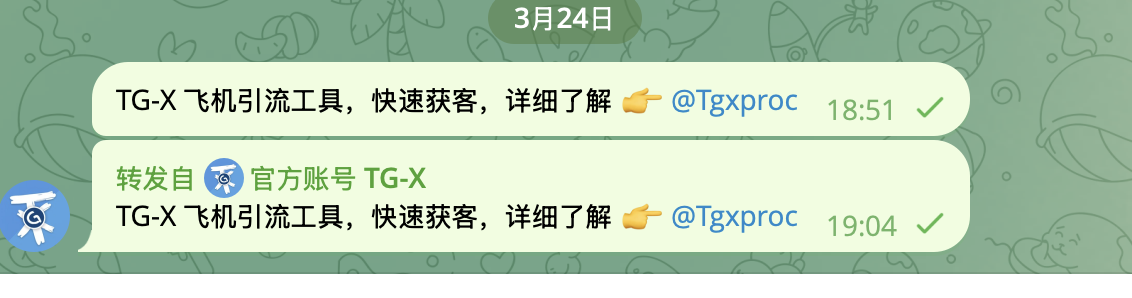 3月24日
TG-X 飞机引流工具，快速获客，详细了解 👉 @Tgxproc 18:51
转发自 官方账号 TG-X
TG-X 飞机引流工具，快速获客，详细了解 👉 @Tgxproc 19:04